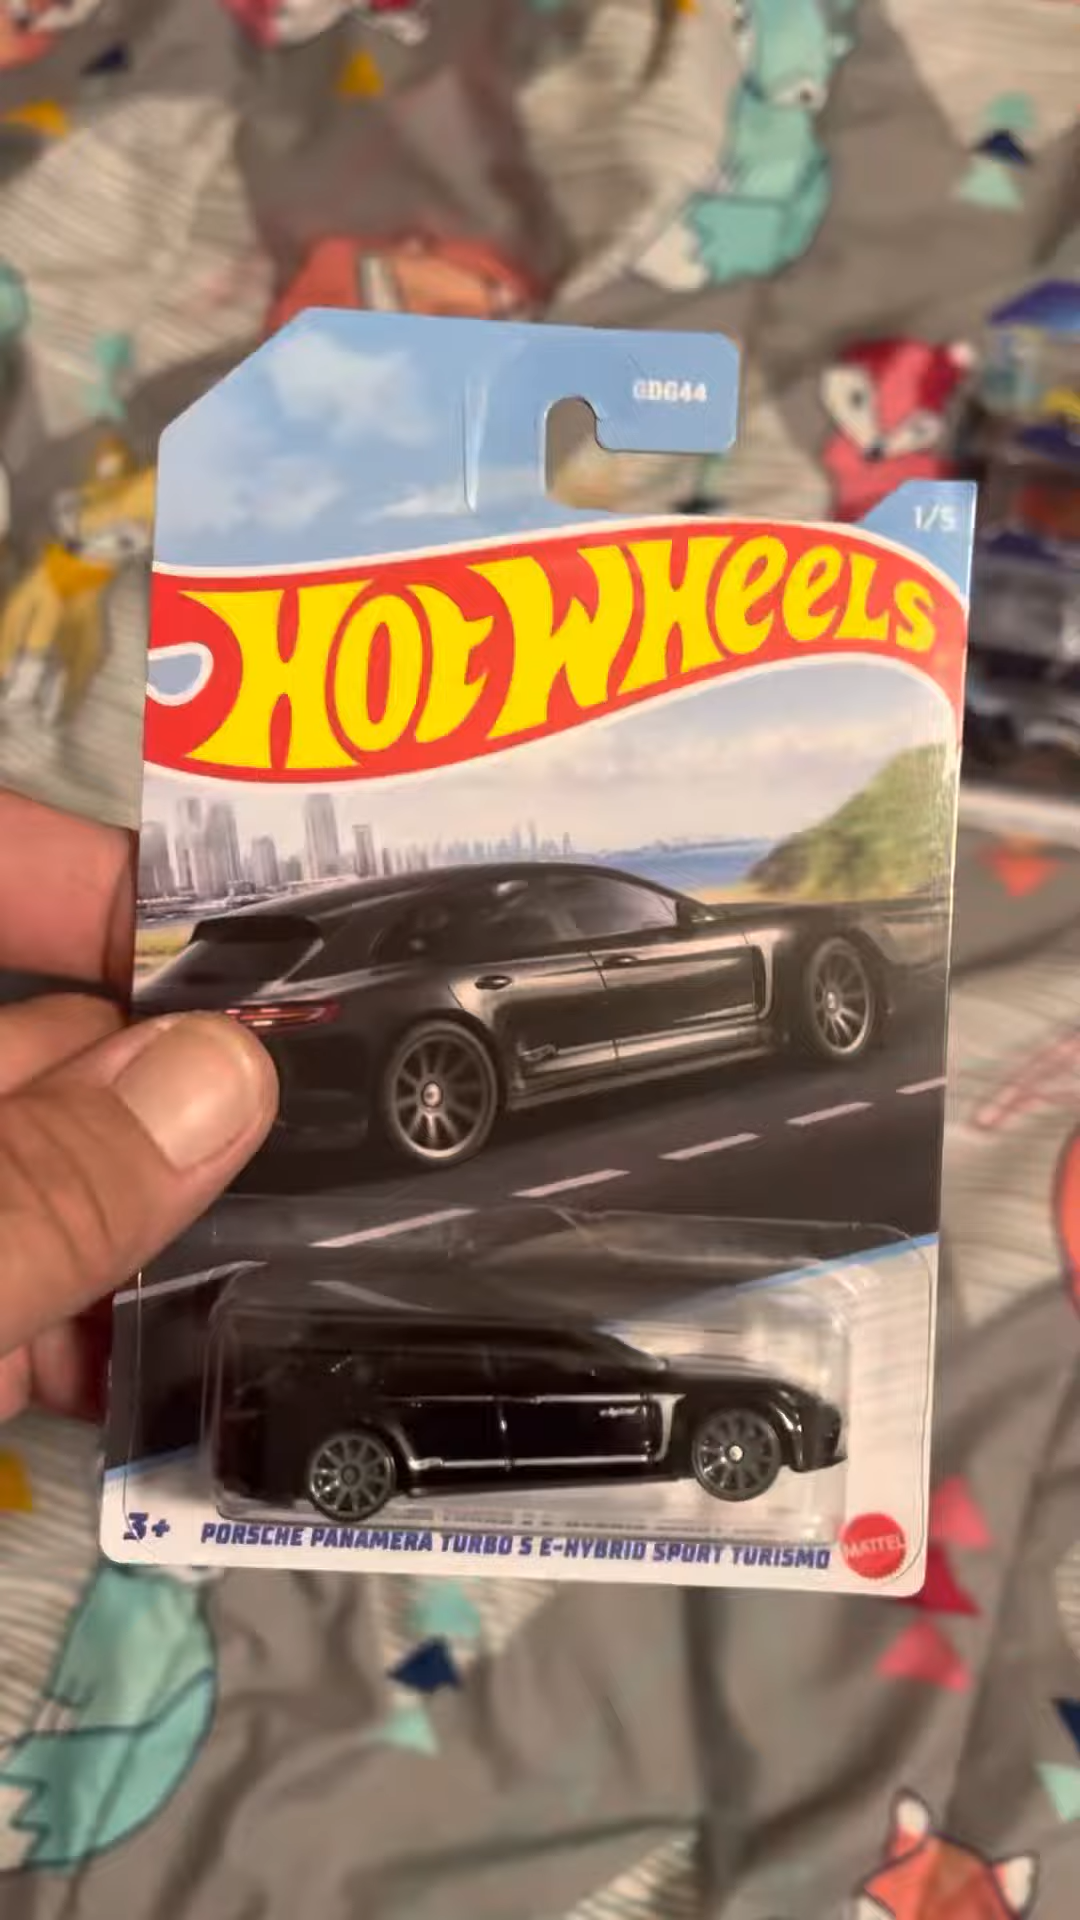 GDG44
1/5
HOT WHEELS
3+
PORSCHE PANAMERA TURBO S E-HYBRID SPORT TURISMO
MATTEL